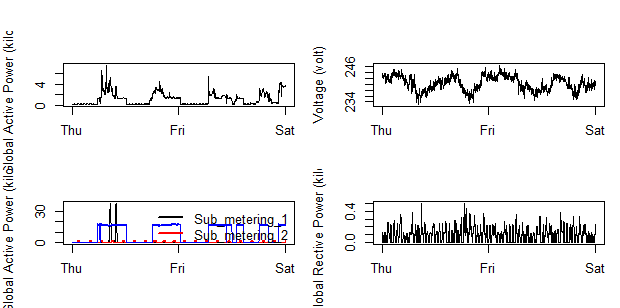 Global Active Power (kilo
0 4
Thu Fri Sat
Voltage (volt)
234 246
Thu Fri Sat
Global Active Power (kilo
0 30
Sub_metering_1
Sub_metering_2
Thu Fri Sat
Global Rective Power (kilo
0.0 0.4
Thu Fri Sat